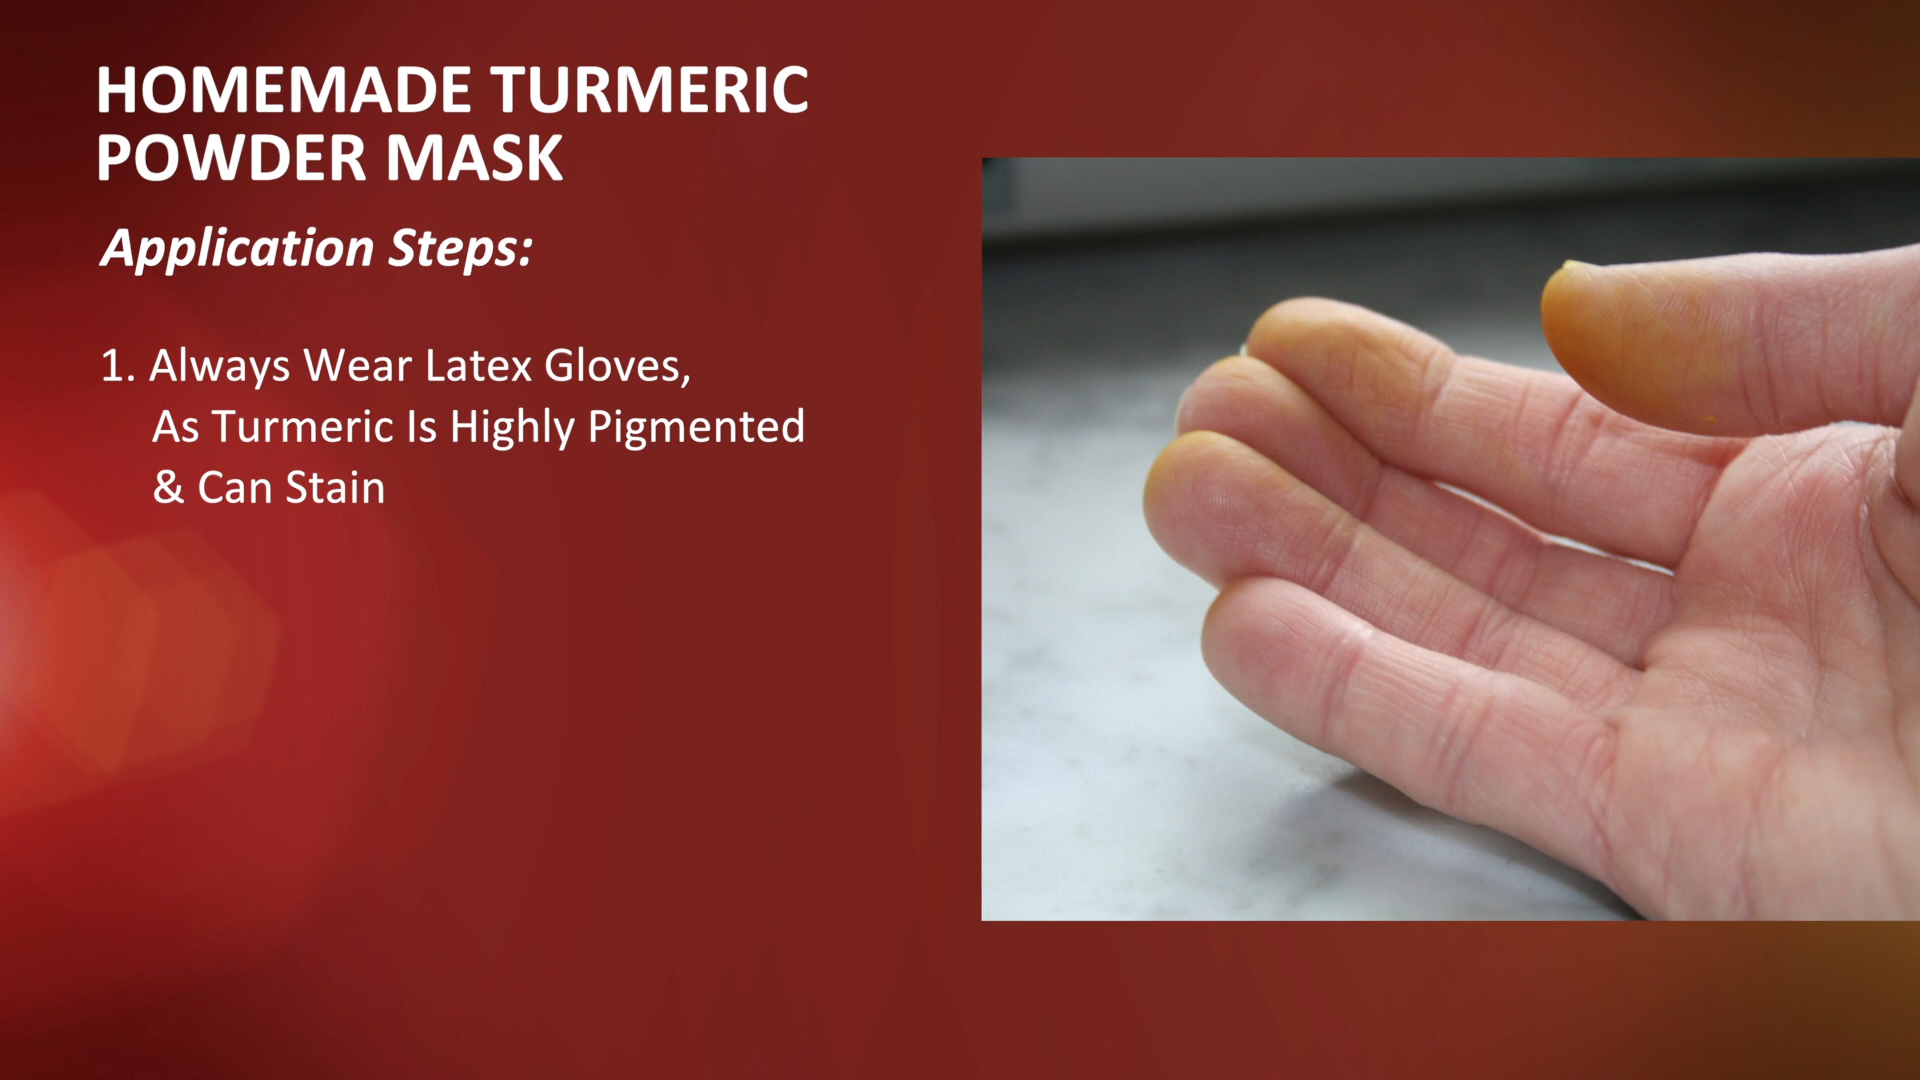 HOMEMADE TURMERIC
POWDER MASK
Application Steps:
1. Always Wear Latex Gloves,
As Turmeric Is Highly Pigmented
& Can Stain